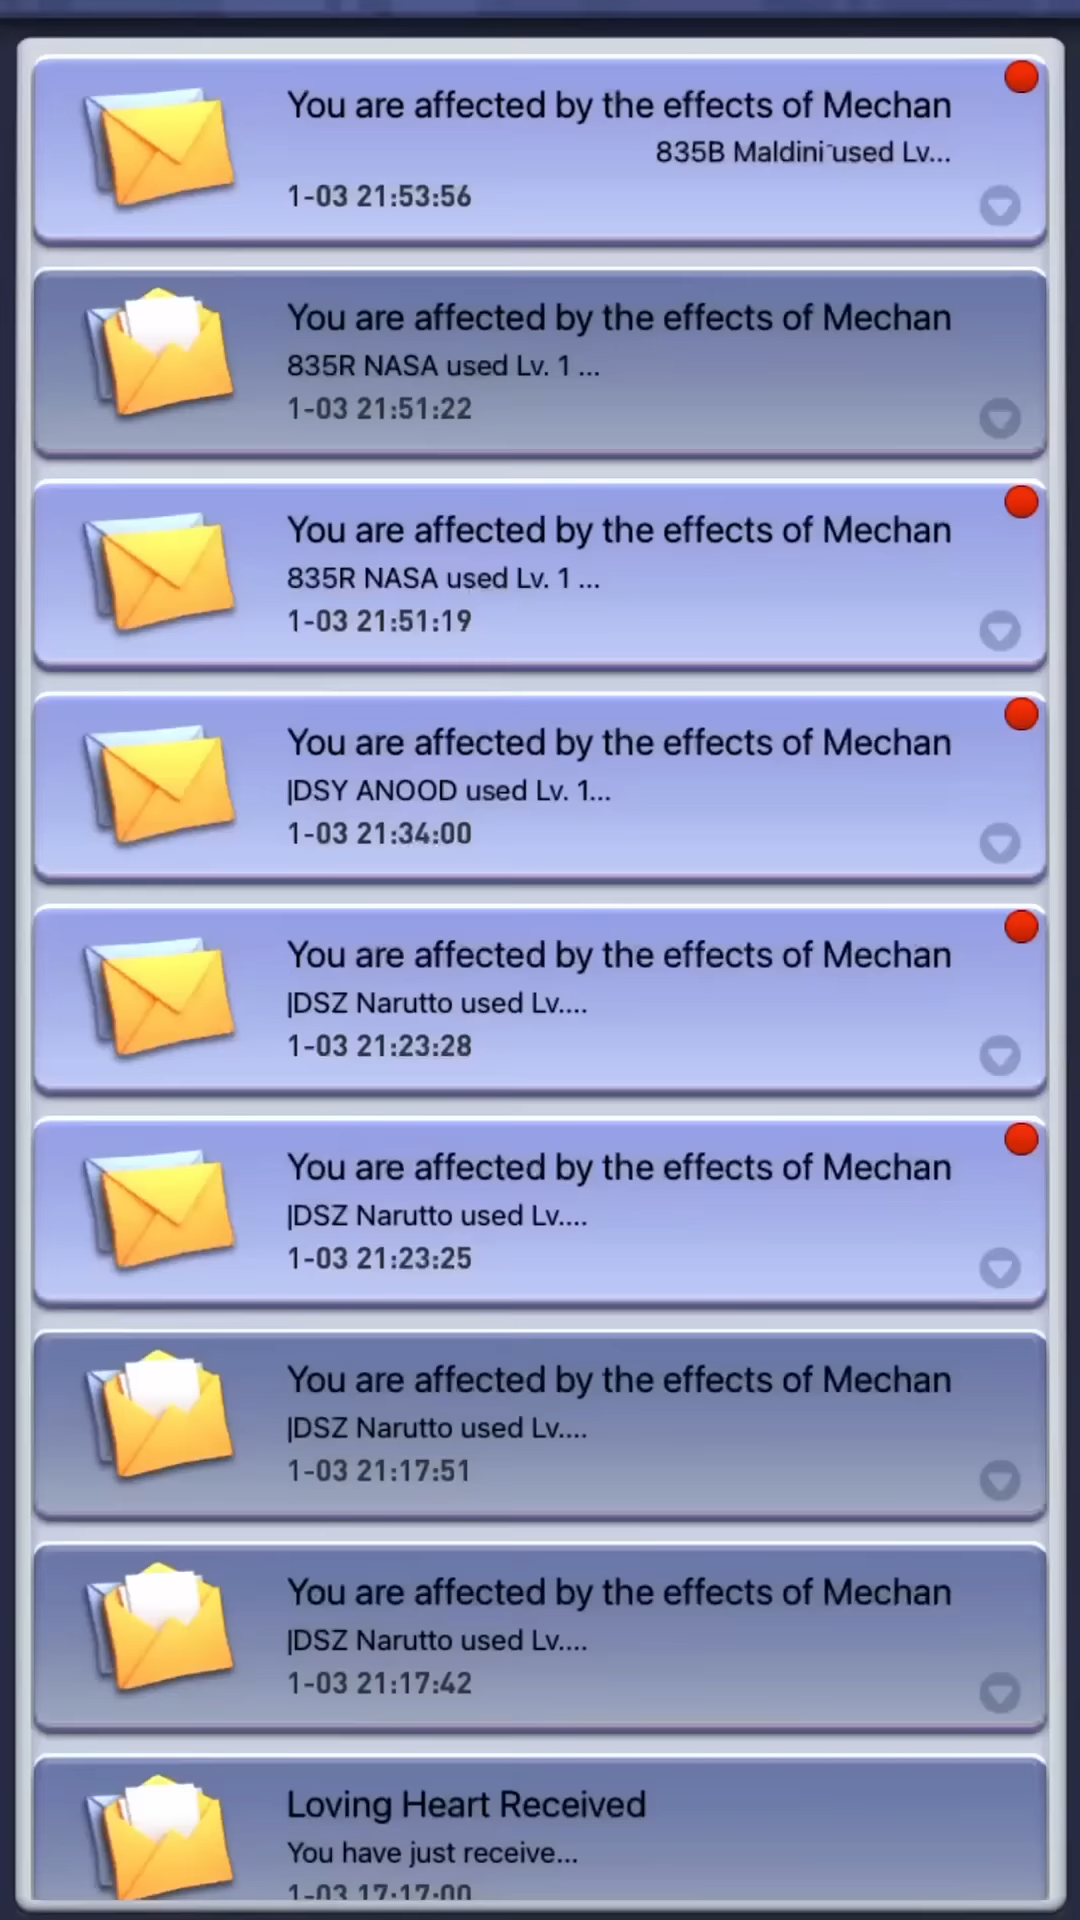 You are affected by the effects of Mechan
835B Maldini used Lv...
1-03 21:53:56
You are affected by the effects of Mechan
835R NASA used Lv. 1 ...
1-03 21:51:22
You are affected by the effects of Mechan
835R NASA used Lv. 1 ...
1-03 21:51:19
You are affected by the effects of Mechan
|DSY ANOOD used Lv. 1...
1-03 21:34:00
You are affected by the effects of Mechan
|DSZ Narutto used Lv....
1-03 21:23:28
You are affected by the effects of Mechan
|DSZ Narutto used Lv....
1-03 21:23:25
You are affected by the effects of Mechan
|DSZ Narutto used Lv....
1-03 21:17:51
You are affected by the effects of Mechan
|DSZ Narutto used Lv....
1-03 21:17:42
Loving Heart Received
You have just receive...
1-03 17:17:00